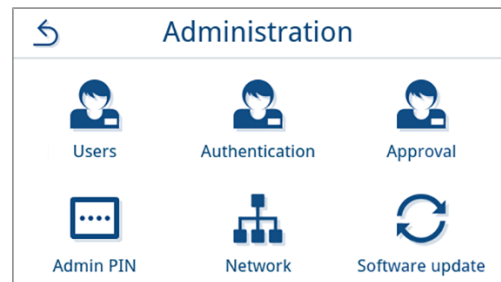 Administration
Users Authentication Approval
Admin PIN Network Software update